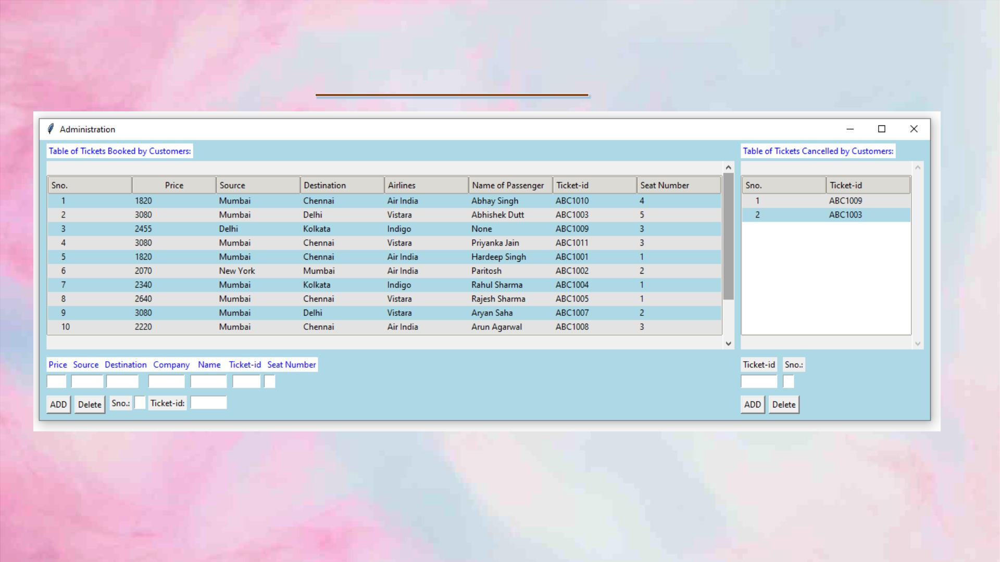 Administration
Table of Tickets Booked by Customers:
Sno. Price Source Destination Airlines Name of Passenger Ticket-id Seat Number
1 1820 Mumbai Chennai Air India Abhay Singh ABC1010 4
2 3080 Mumbai Delhi Vistara Abhishek Dutt ABC1003 5
3 2455 Delhi Kolkata Indigo None ABC1009 3
4 3080 Mumbai Chennai Vistara Priyanka Jain ABC1011 3
5 1820 Mumbai Chennai Air India Hardeep Singh ABC1001 1
6 2070 New York Mumbai Air India Paritosh ABC1002 2
7 2340 Mumbai Kolkata Indigo Rahul Sharma ABC1004 1
8 2640 Mumbai Chennai Vistara Rajesh Sharma ABC1005 1
9 3080 Mumbai Delhi Vistara Aryan Saha ABC1007 2
10 2220 Mumbai Chennai Air India Arun Agarwal ABC1008 3
Price Source Destination Company Name Ticket-id Seat Number
ADD Delete Sno.: Ticket-id:
Table of Tickets Cancelled by Customers:
Sno. Ticket-id
1 ABC1009
2 ABC1003
Ticket-id Sno.:
ADD Delete